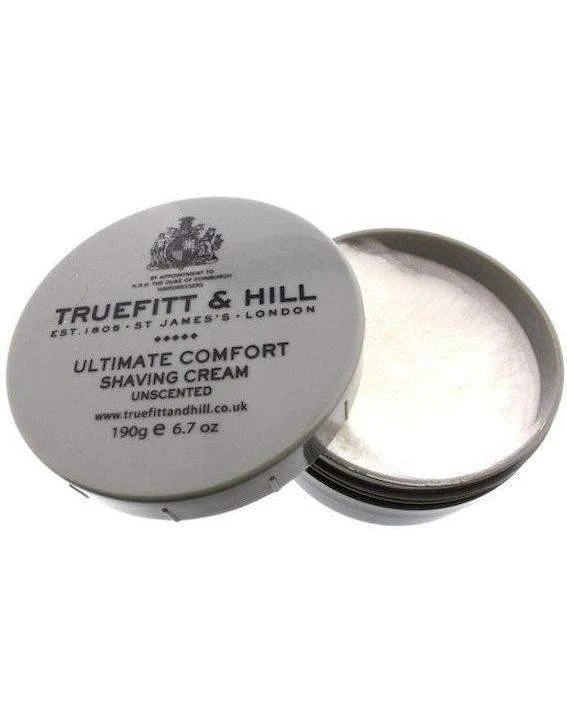 BY APPOINTMENT TO
H.R.H. THE DUKE OF EDINBURGH
HAIRDRESSERS
TRUEFITT & HILL
EST. 1805 · ST JAMES'S · LONDON
ULTIMATE COMFORT
SHAVING CREAM
UNSCENTED
www.truefittandhill.co.uk
190g e 6.7 oz